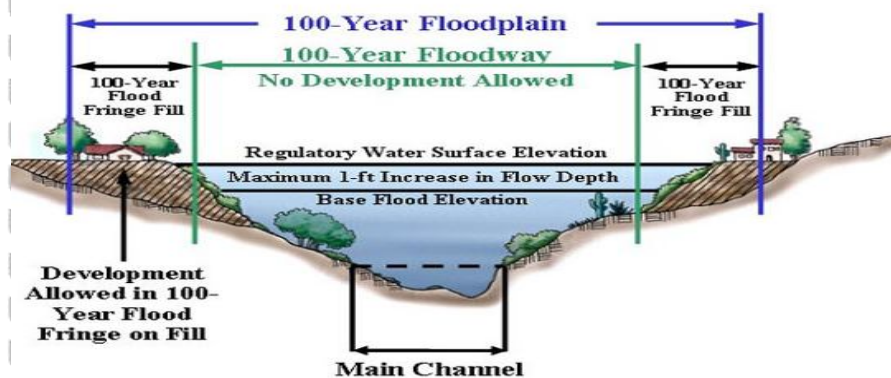 100-Year Floodplain
100-Year Floodway
No Development Allowed
100-Year
Flood
Fringe Fill
100-Year
Flood
Fringe Fill
Regulatory Water Surface Elevation
Maximum 1-ft Increase in Flow Depth
Base Flood Elevation
Development
Allowed in 100-
Year Flood
Fringe on Fill
Main Channel